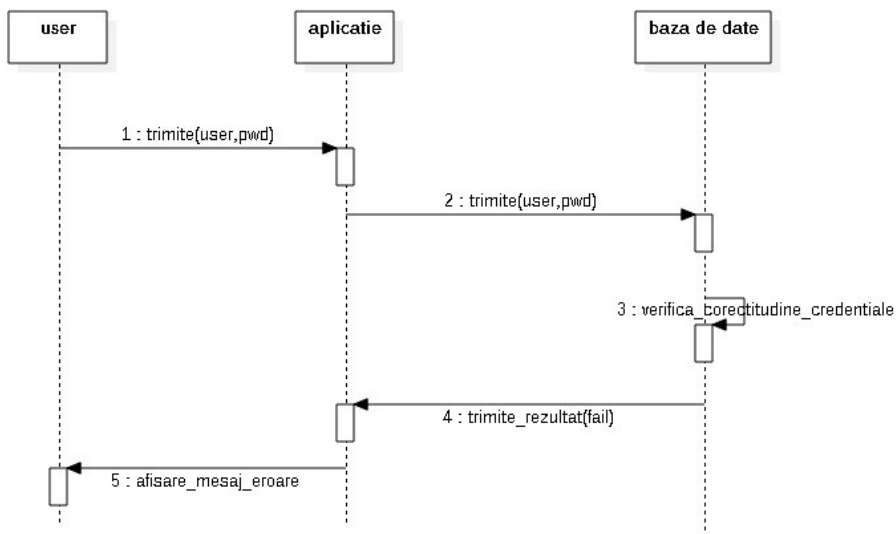 user
aplicatie
baza de date
1 : trimite(user,pwd)
2 : trimite(user,pwd)
3 : verifica_corectitudine_credentiale
4 : trimite_rezultat(fail)
5 : afisare_mesaj_eroare